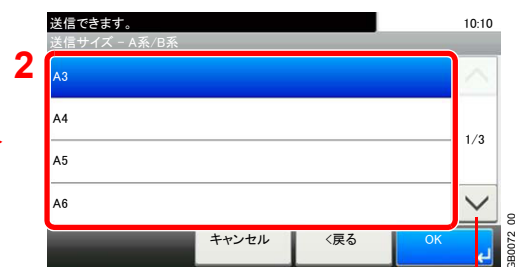 送信できます。 10:10
送信サイズ - A系/B系
2
A3
A4
1/3
A5
A6
キャンセル <戻る OK
GB0072_00